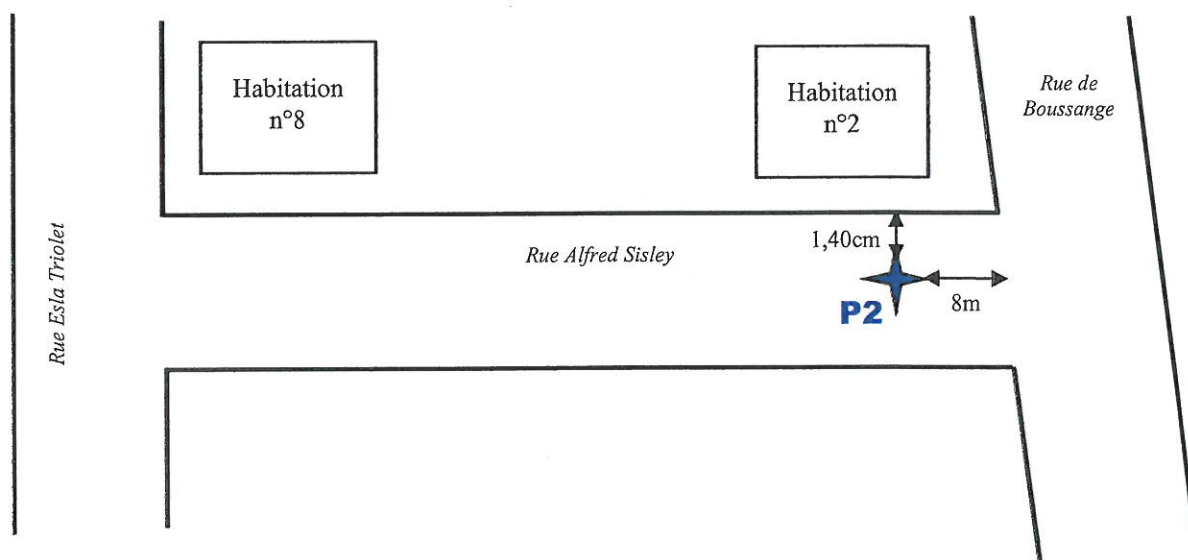 Habitation
n°8
Habitation
n°2
Rue de
Boussange
Rue Esla Triolet
Rue Alfred Sisley
1,40cm
P2
8m